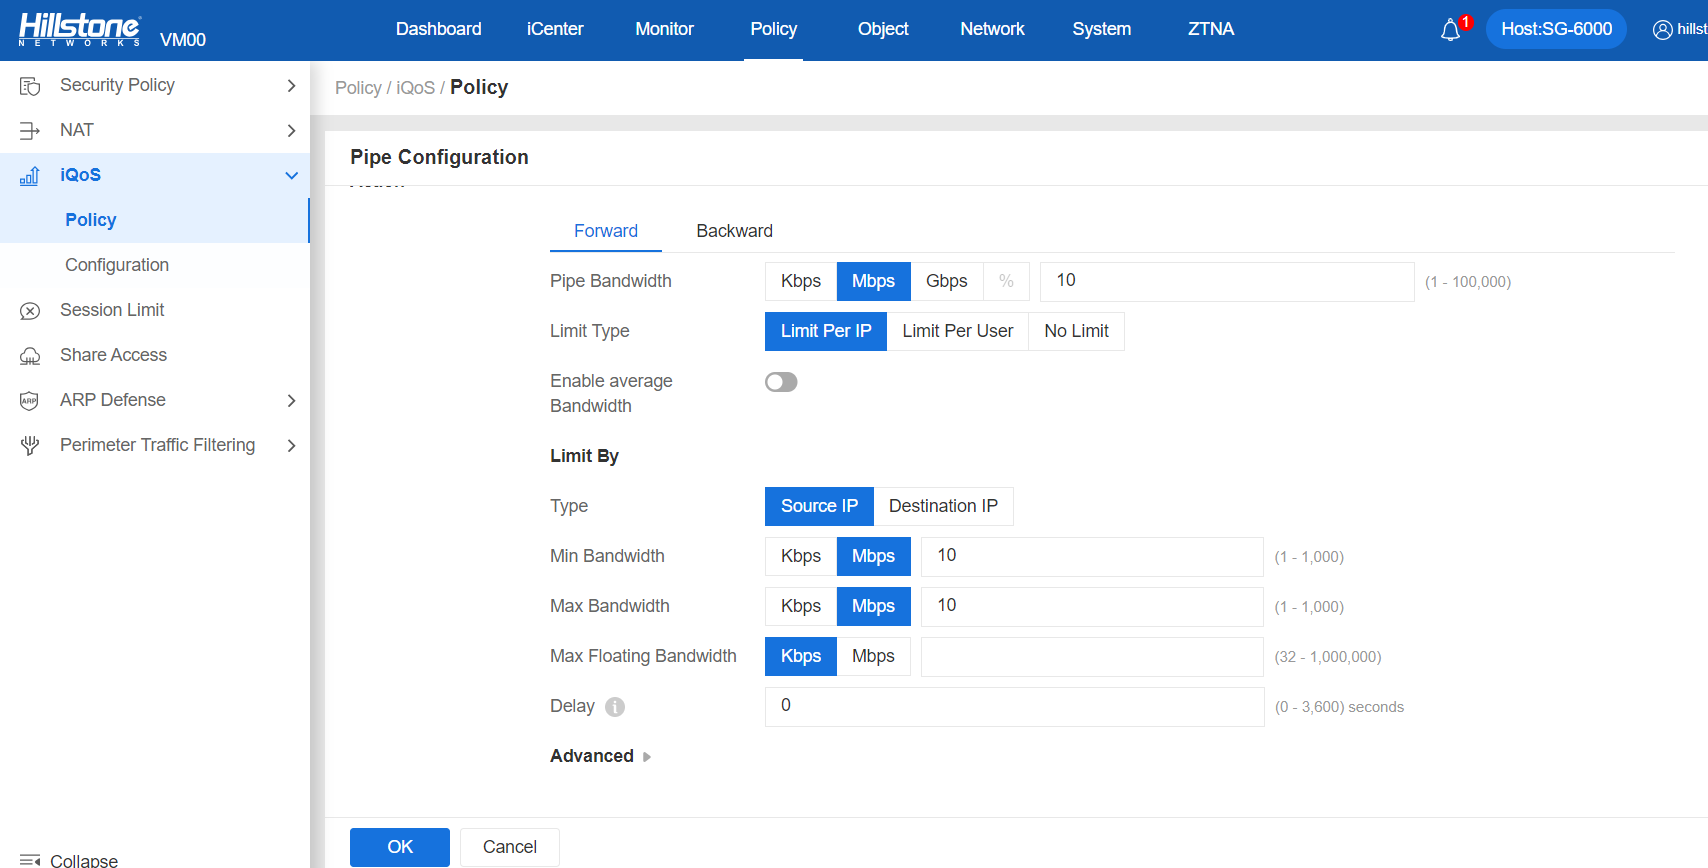 Hillstone
NETWORKS
VM00
Dashboard
iCenter
Monitor
Policy
Object
Network
System
ZTNA
1
Host:SG-6000
hillst
Security Policy
NAT
iQoS
Policy
Configuration
Session Limit
Share Access
ARP
ARP Defense
Perimeter Traffic Filtering
Collapse
Policy / iQoS / Policy
Pipe Configuration
Forward Backward
Pipe Bandwidth Kbps Mbps Gbps % 10 (1 - 100,000)
Limit Type Limit Per IP Limit Per User No Limit
Enable average
Bandwidth
Limit By
Type Source IP Destination IP
Min Bandwidth Kbps Mbps 10 (1 - 1,000)
Max Bandwidth Kbps Mbps 10 (1 - 1,000)
Max Floating Bandwidth Kbps Mbps (32 - 1,000,000)
Delay i 0 (0 - 3,600) seconds
Advanced
OK Cancel